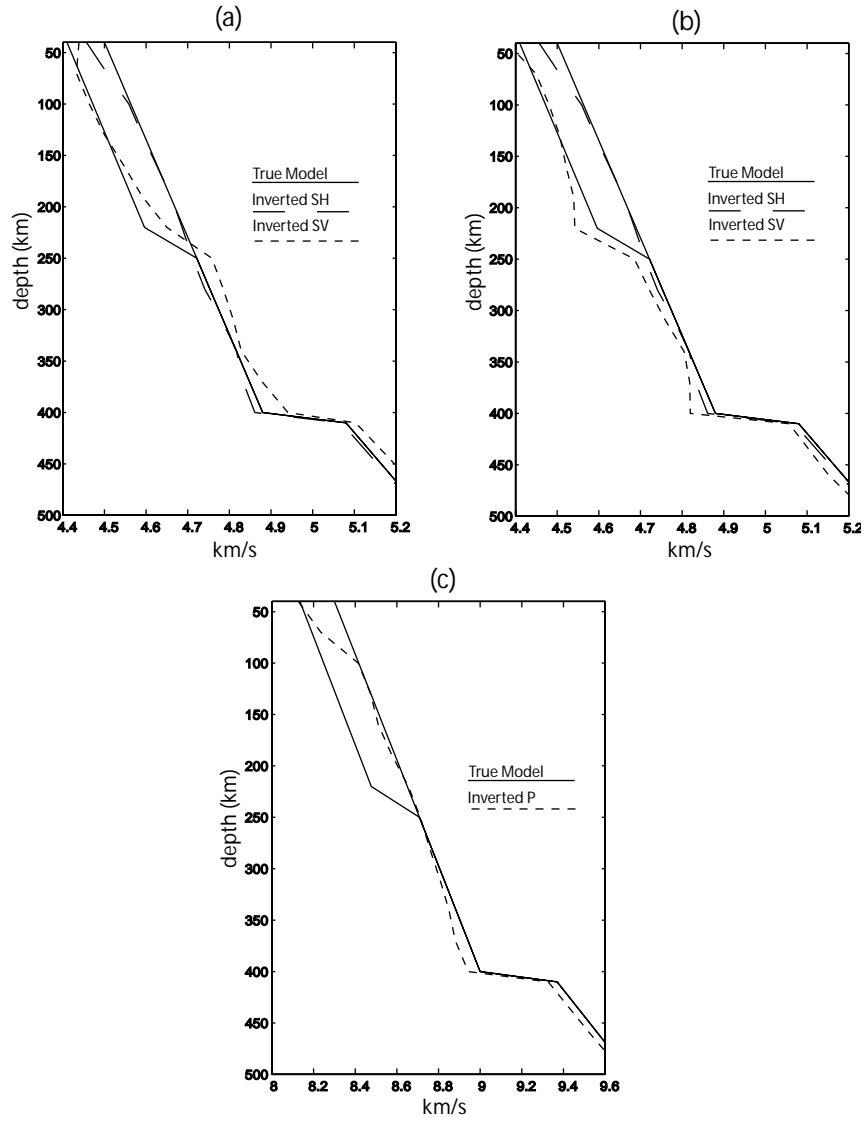 (a)
50
100
150
200
250
300
350
400
450
500
4.4 4.5 4.6 4.7 4.8 4.9 5 5.1 5.2
depth (km)
km/s
True Model
Inverted SH
Inverted SV
(b)
50
100
150
200
250
300
350
400
450
500
4.4 4.5 4.6 4.7 4.8 4.9 5 5.1 5.2
depth (km)
km/s
True Model
Inverted SH
Inverted SV
(c)
50
100
150
200
250
300
350
400
450
500
8 8.2 8.4 8.6 8.8 9 9.2 9.4 9.6
depth (km)
km/s
True Model
Inverted P